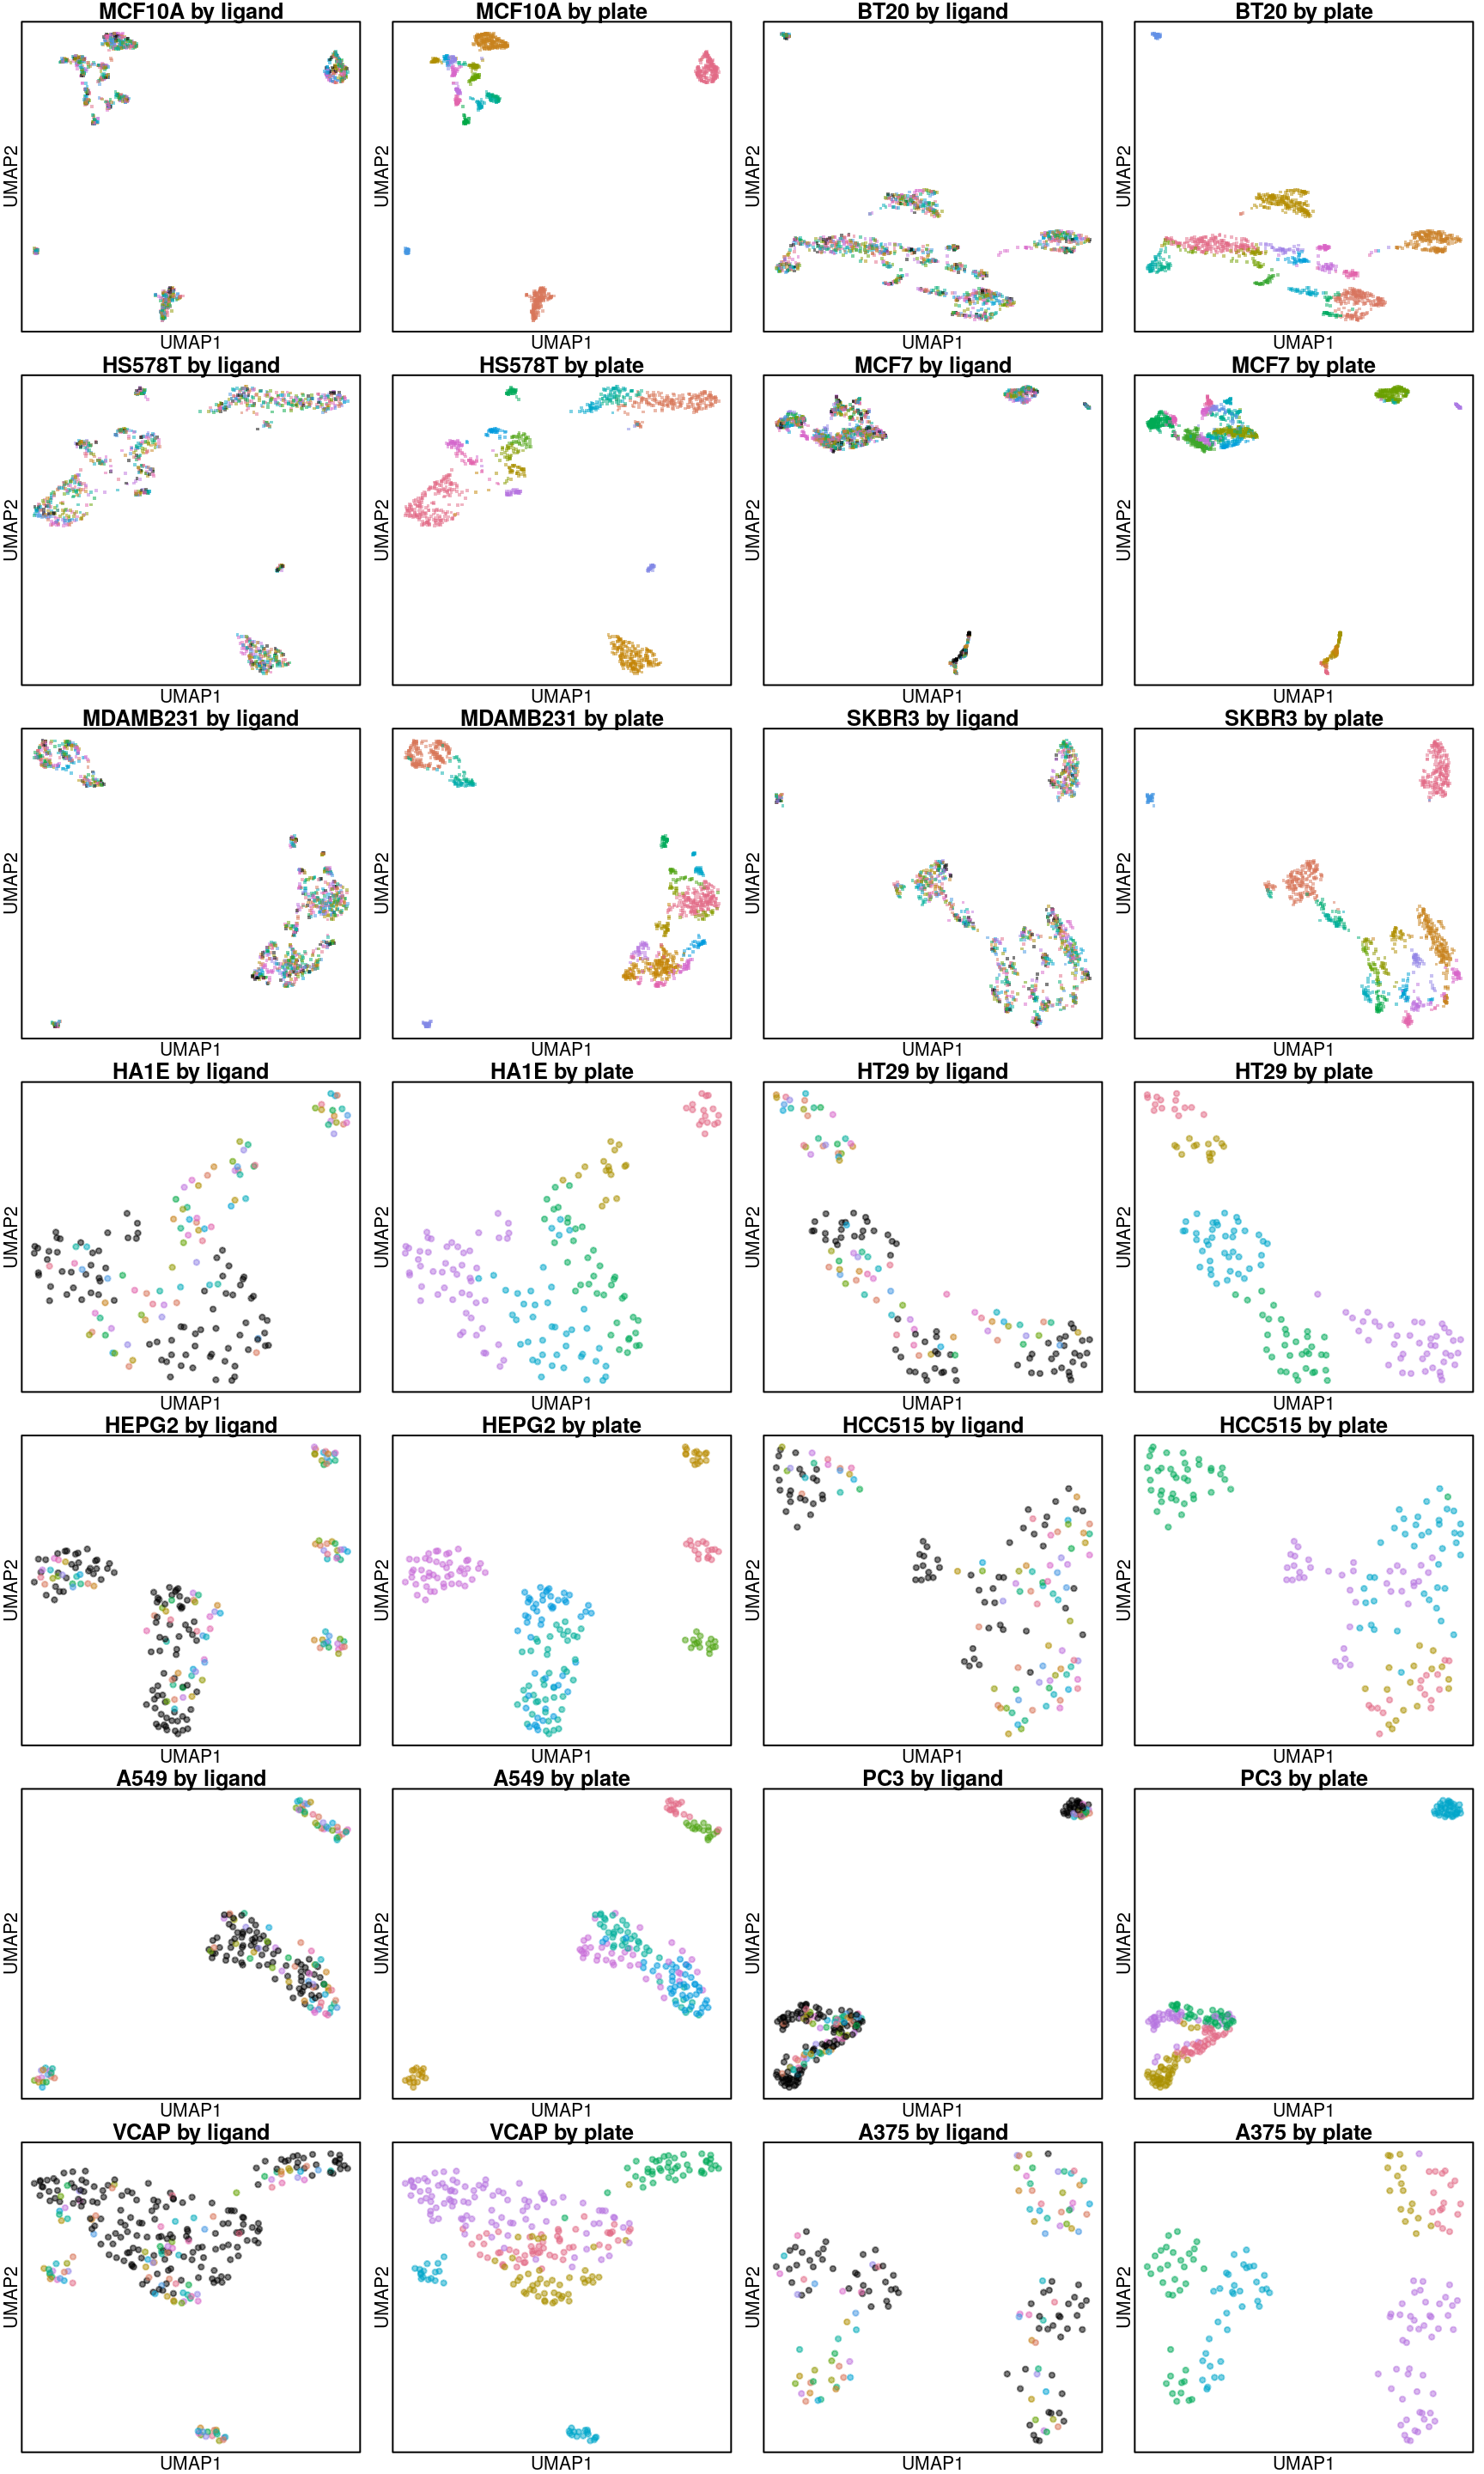 MCF10A by ligand
MCF10A by plate
BT20 by ligand
BT20 by plate
UMAP2
UMAP2
UMAP2
UMAP2
UMAP1
UMAP1
UMAP1
UMAP1
HS578T by ligand
HS578T by plate
MCF7 by ligand
MCF7 by plate
UMAP2
UMAP2
UMAP2
UMAP2
UMAP1
UMAP1
UMAP1
UMAP1
MDAMB231 by ligand
MDAMB231 by plate
SKBR3 by ligand
SKBR3 by plate
UMAP2
UMAP2
UMAP2
UMAP2
UMAP1
UMAP1
UMAP1
UMAP1
HA1E by ligand
HA1E by plate
HT29 by ligand
HT29 by plate
UMAP2
UMAP2
UMAP2
UMAP2
UMAP1
UMAP1
UMAP1
UMAP1
HEPG2 by ligand
HEPG2 by plate
HCC515 by ligand
HCC515 by plate
UMAP2
UMAP2
UMAP2
UMAP2
UMAP1
UMAP1
UMAP1
UMAP1
A549 by ligand
A549 by plate
PC3 by ligand
PC3 by plate
UMAP2
UMAP2
UMAP2
UMAP2
UMAP1
UMAP1
UMAP1
UMAP1
VCAP by ligand
VCAP by plate
A375 by ligand
A375 by plate
UMAP2
UMAP2
UMAP2
UMAP2
UMAP1
UMAP1
UMAP1
UMAP1